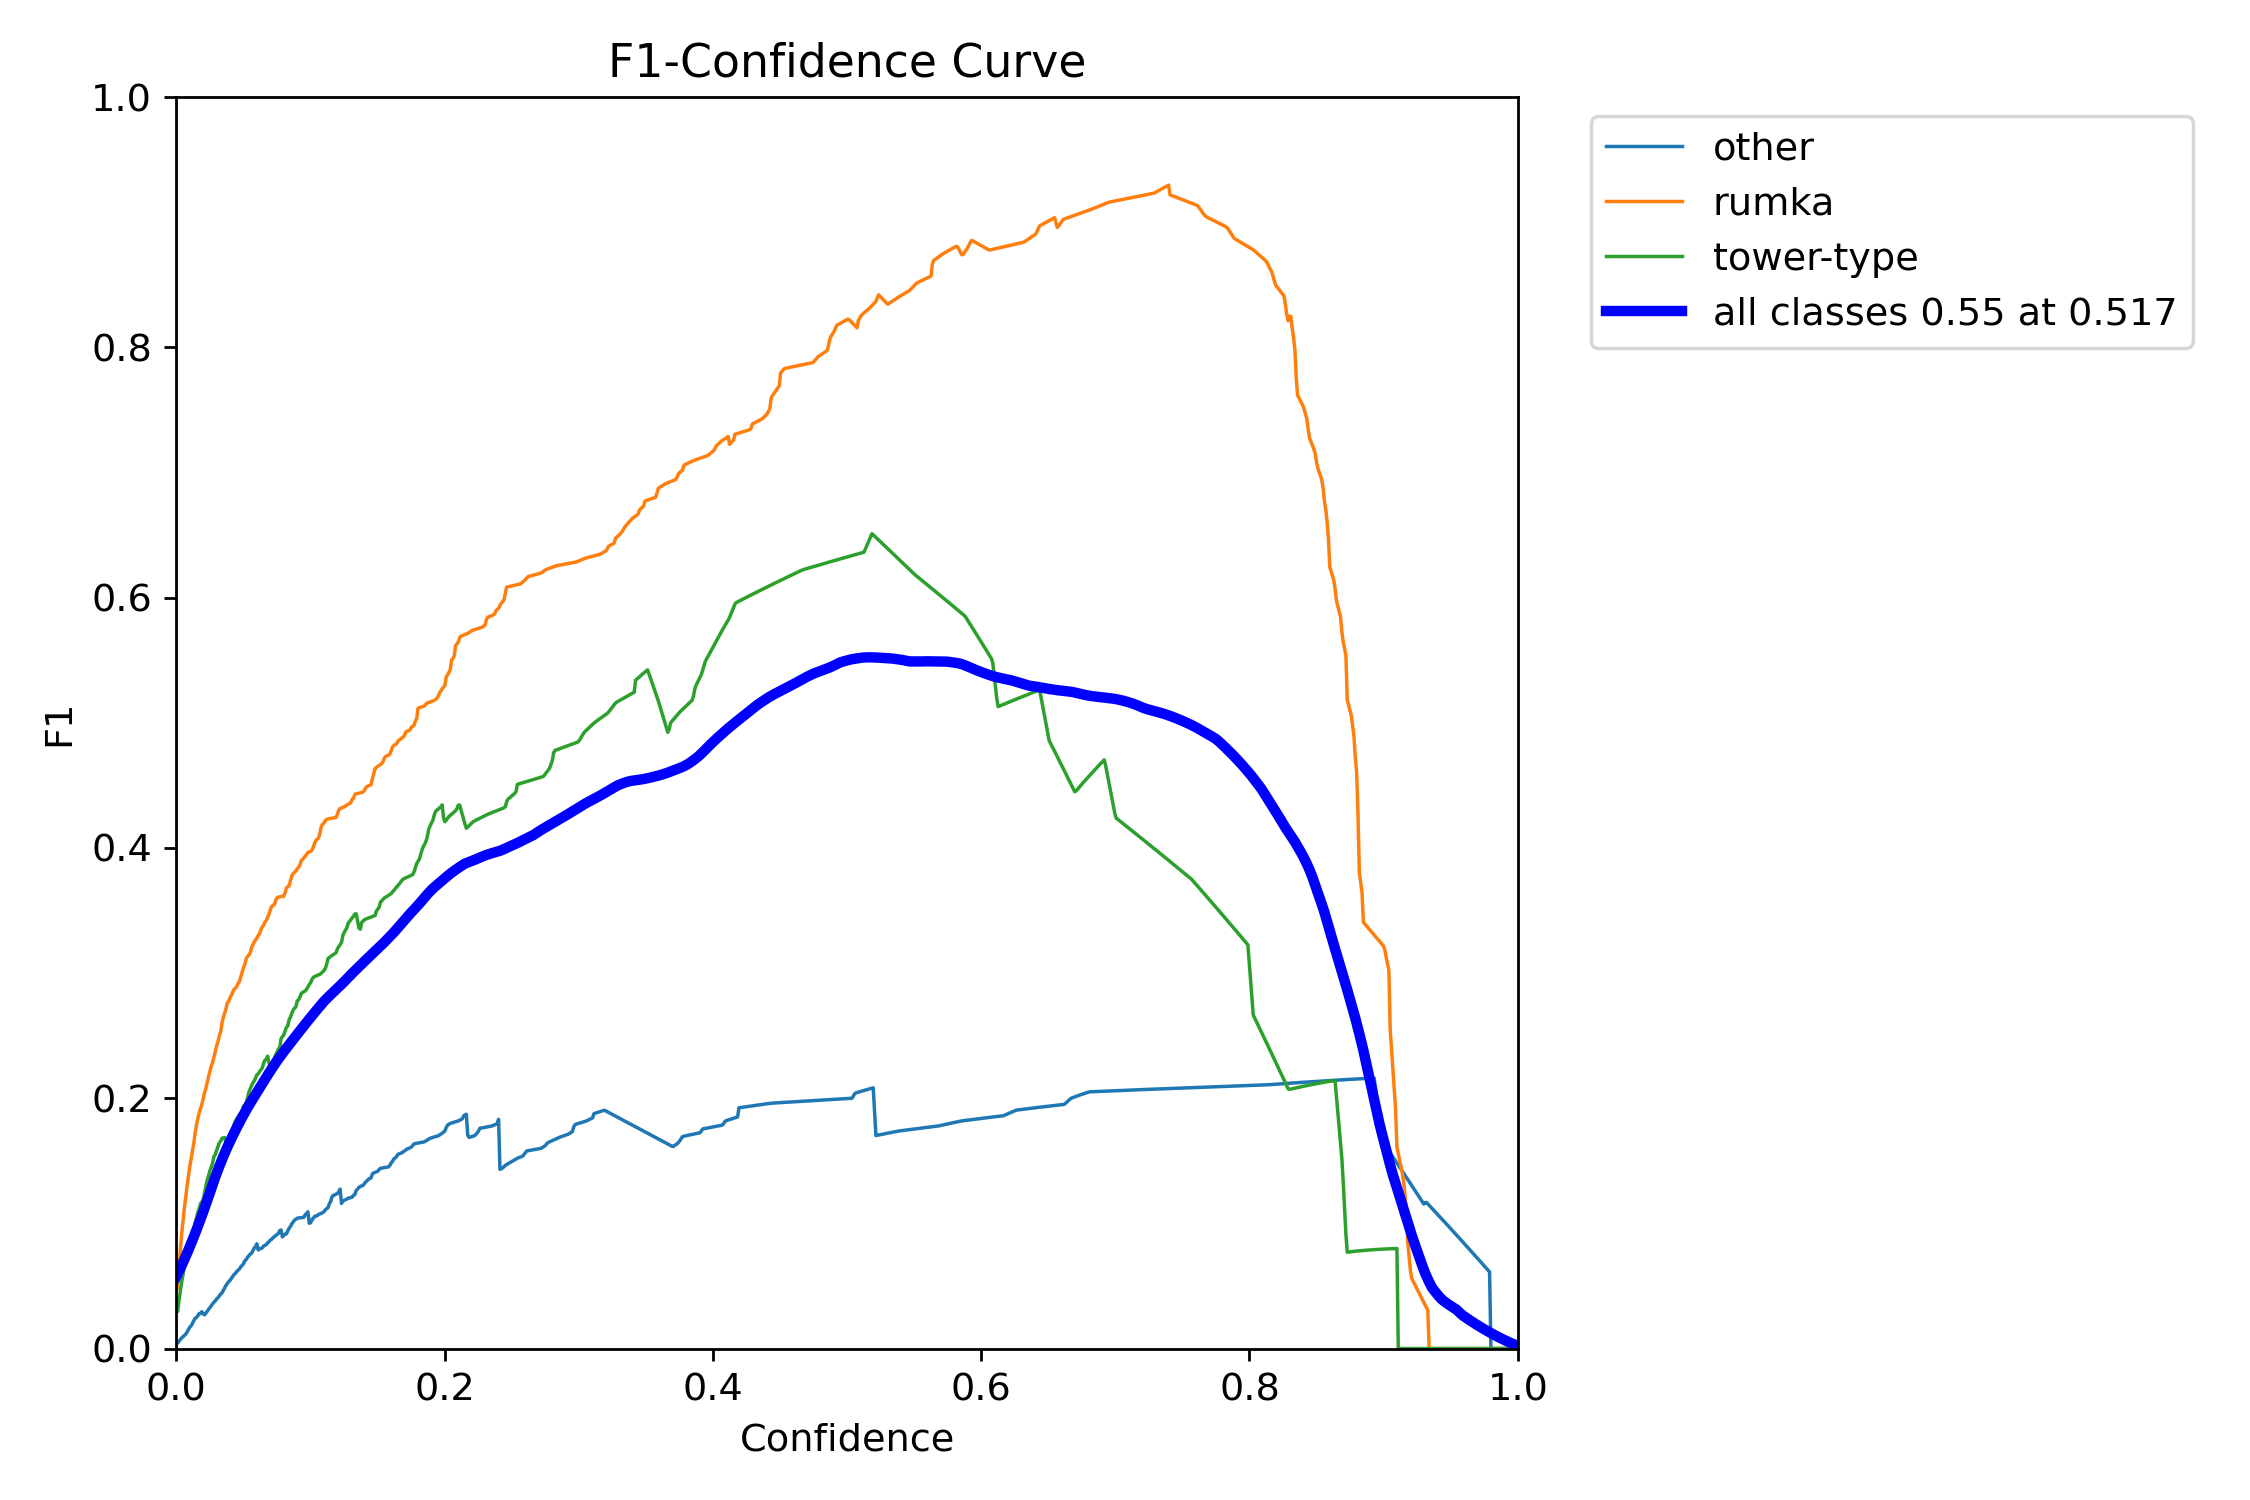 F1-Confidence Curve
1.0
0.8
0.6
0.4
0.2
0.0
F1
0.0 0.2 0.4 0.6 0.8 1.0
Confidence
other
rumka
tower-type
all classes 0.55 at 0.517